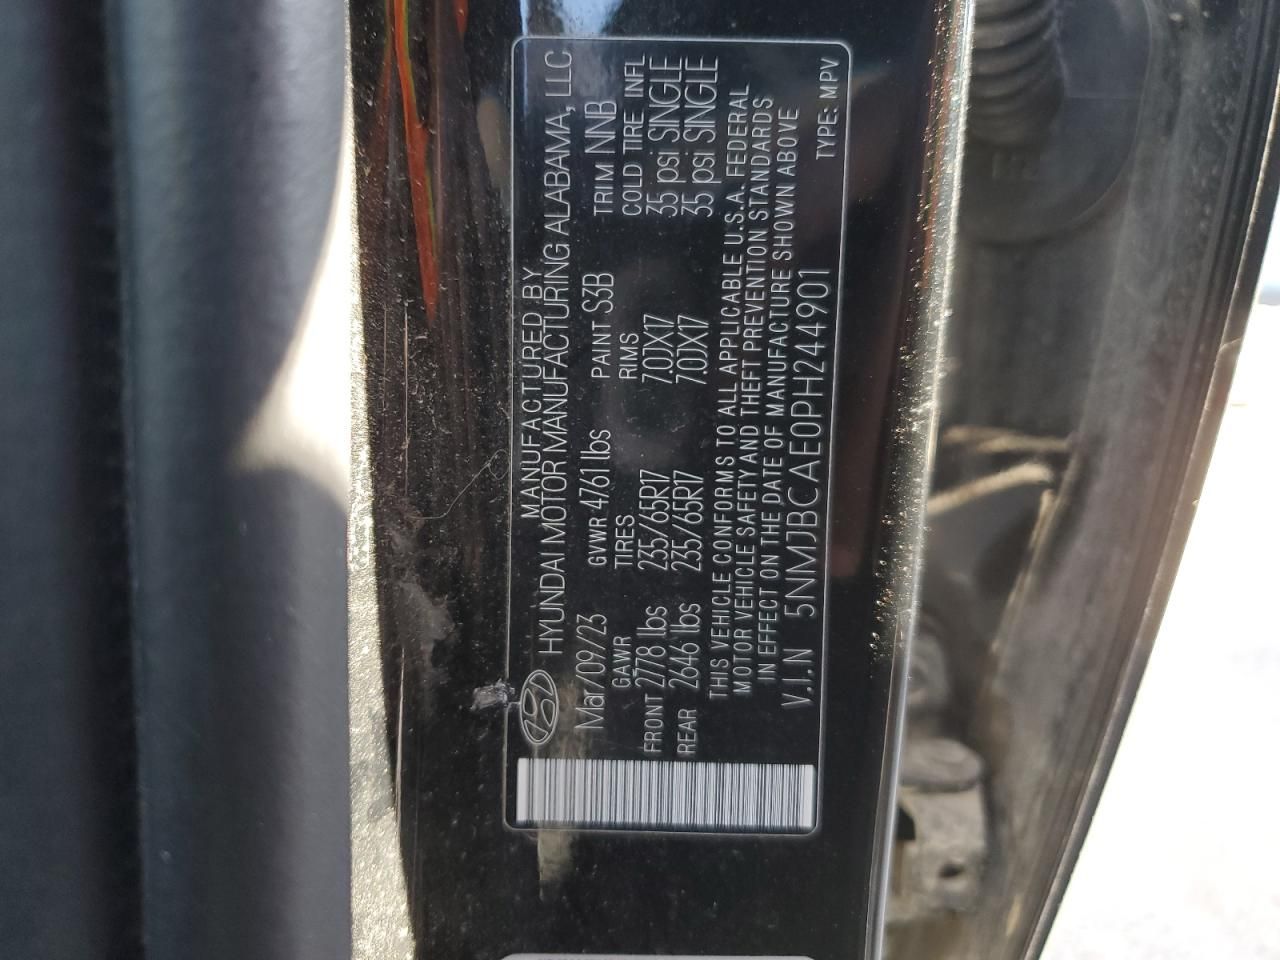 MANUFACTURED BY
HYUNDAI MOTOR MANUFACTURING ALABAMA, LLC
Mar/09/23 GVWR 4761 lbs PAINT S3B TRIM NNB
GAWR TIRES RIMS COLD TIRE INFL
FRONT 2778 lbs 235/65R17 7.0JX17 35 psi SINGLE
REAR 2646 lbs 235/65R17 7.0JX17 35 psi SINGLE
THIS VEHICLE CONFORMS TO ALL APPLICABLE U.S.A. FEDERAL
MOTOR VEHICLE SAFETY AND THEFT PREVENTION STANDARDS
IN EFFECT ON THE DATE OF MANUFACTURE SHOWN ABOVE
V.I.N 5NMJBCAE0PH244901 TYPE: MPV